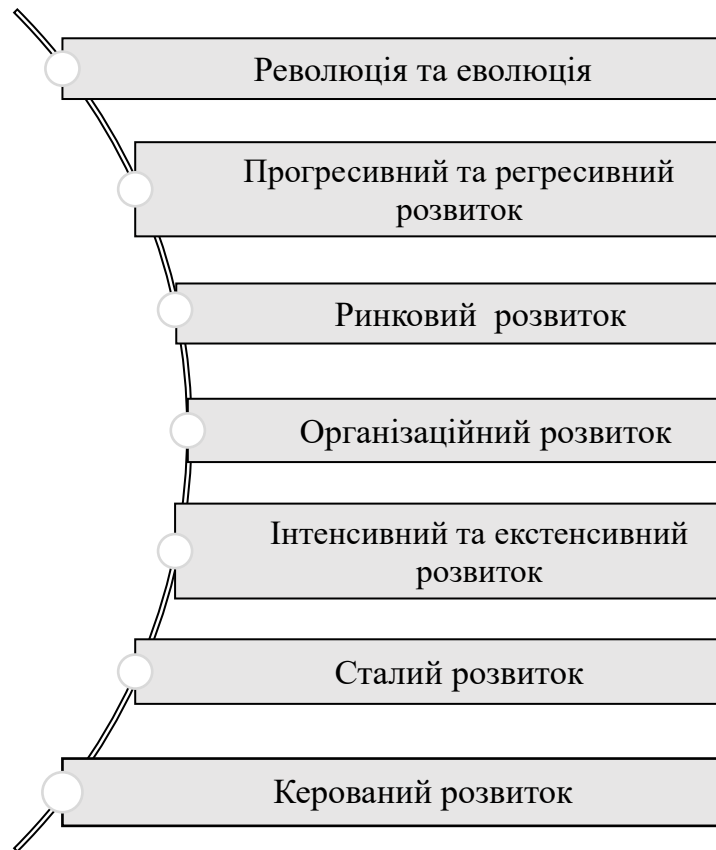 Революція та еволюція
Прогресивний та регресивний
розвиток
Ринковий розвиток
Організаційний розвиток
Інтенсивний та екстенсивний
розвиток
Сталий розвиток
Керований розвиток